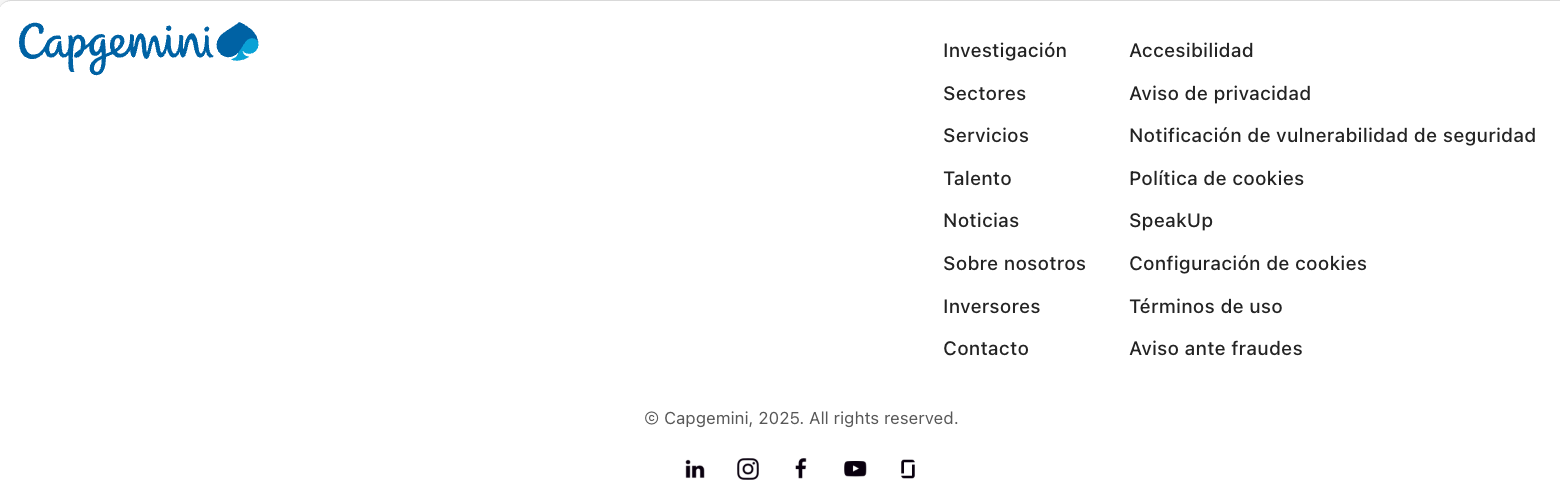 Capgemini
Investigación
Sectores
Servicios
Talento
Noticias
Sobre nosotros
Inversores
Contacto
Accesibilidad
Aviso de privacidad
Notificación de vulnerabilidad de seguridad
Política de cookies
SpeakUp
Configuración de cookies
Términos de uso
Aviso ante fraudes
© Capgemini, 2025. All rights reserved.